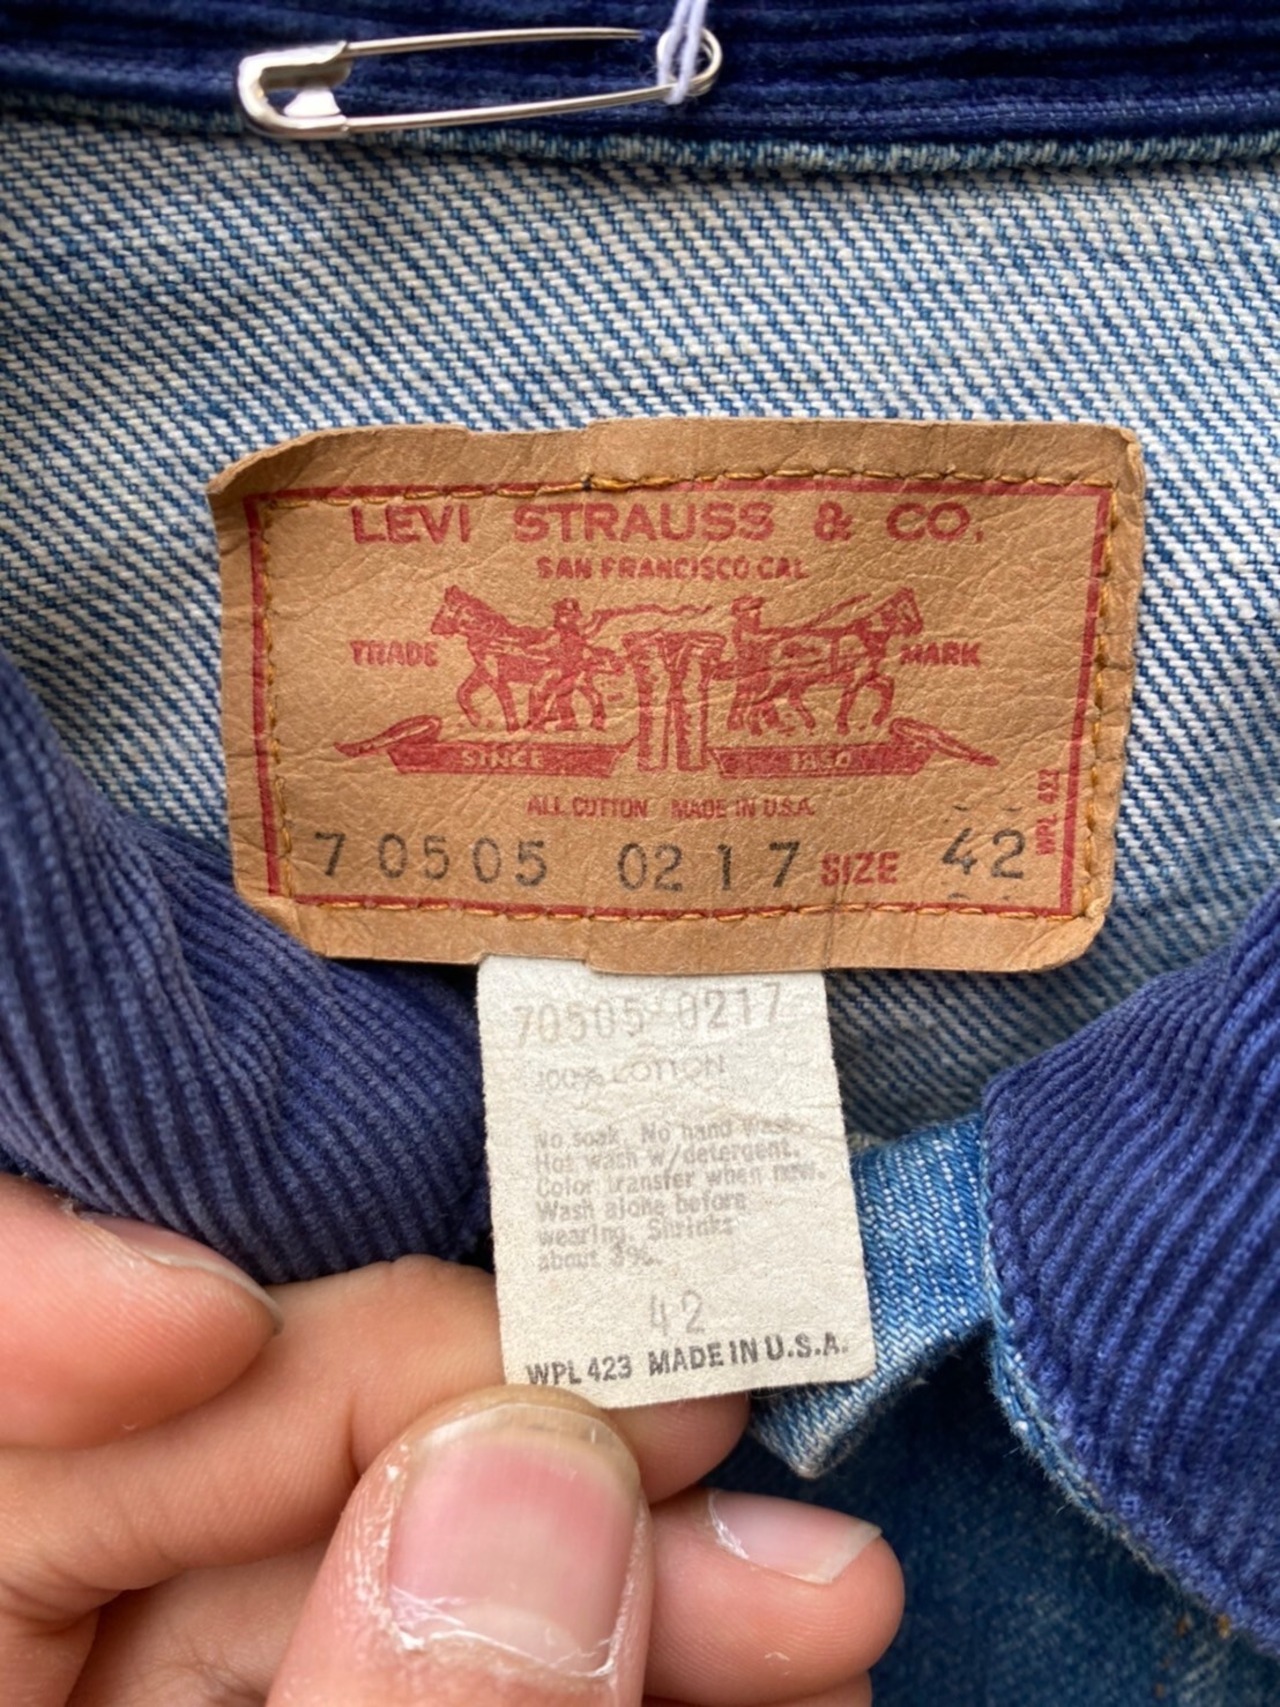 LEVI STRAUSS & CO.
SAN FRANCISCO CAL
TRADE MARK
SINCE 1850
ALL COTTON MADE IN U.S.A.
WPL 423
70505 0217 SIZE 42
70505 0217
100% COTTON
No soak. No hand wash.
Hot wash w/detergent.
Color transfer when new.
Wash alone before
wearing. Shrinks
about 3%.
42
WPL 423 MADE IN U.S.A.